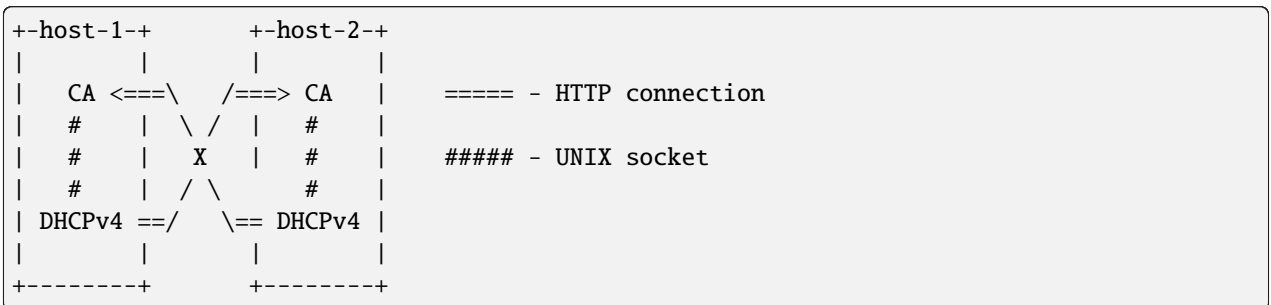 +-host-1-+       +-host-2-+
|        |       |        |
|   CA <===\   /===> CA   |    ===== - HTTP connection
|   #    |  \ /  |   #    |
|   #    |   X   |   #    |    ##### - UNIX socket
|   #    |  / \      #    |
| DHCPv4 ==/   \== DHCPv4 |
|        |       |        |
+--------+       +--------+